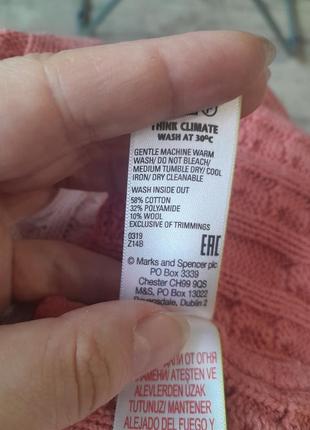 THINK CLIMATE
WASH AT 30°C
GENTLE MACHINE WARM
WASH/ DO NOT BLEACH/
MEDIUM TUMBLE DRY/ COOL
IRON/ DRY CLEANABLE
WASH INSIDE OUT
58% COTTON
32% POLYAMIDE
10% WOOL
EXCLUSIVE OF TRIMMINGS
0319
Z14B
EAC
© Marks and Spencer plc
PO Box 3339
Chester CH99 9QS
M&S, PO Box 13022
Dublin 2
ОТ ОГНЯ
ATEŞTEN VE
ALEVLERDEN UZAK
TUTUNUZ/ MANTENER
ALEJADO DEL FUEGO Y